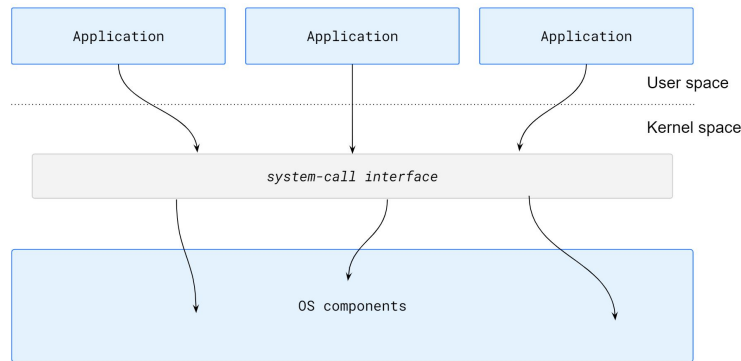 Application
Application
Application
User space
Kernel space
system-call interface
OS components